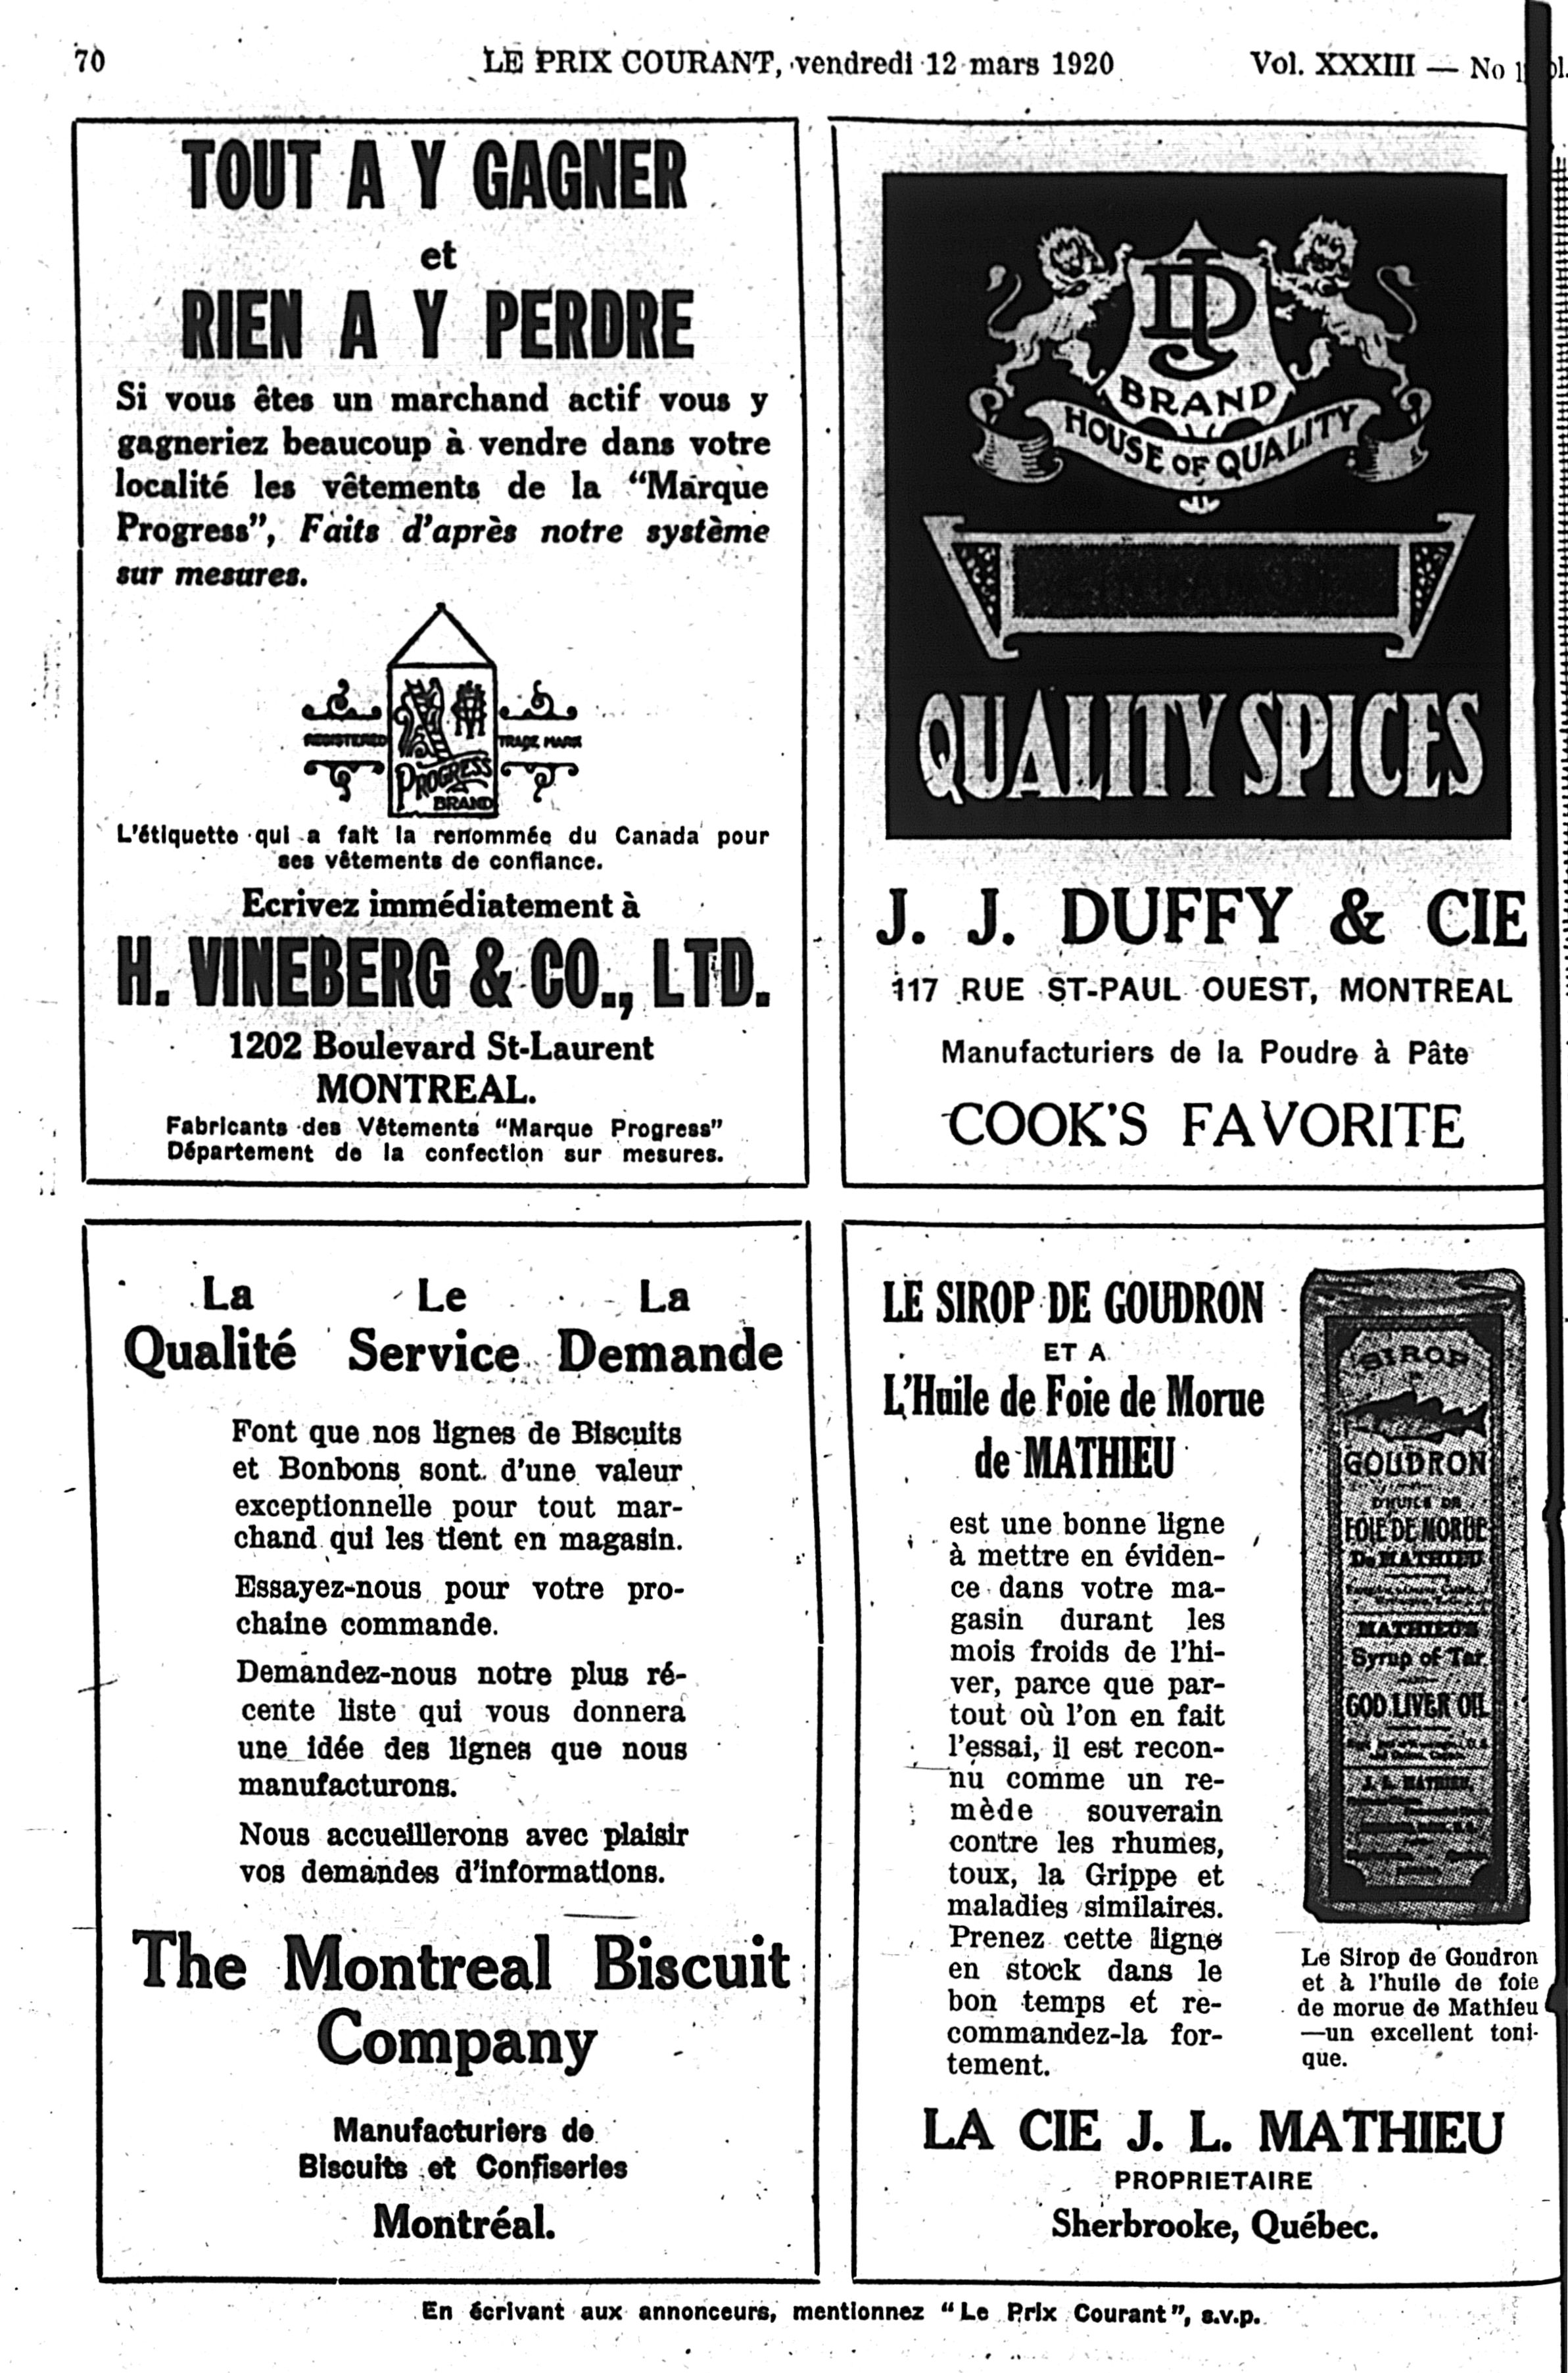 70
LE PRIX COURANT, vendredi 12 mars 1920
Vol. XXXIII — No
TOUT A Y GAGNER
et
RIEN A Y PERDRE
Si vous êtes un marchand actif vous y
gagneriez beaucoup à vendre dans votre
localité les vêtements de la “Marque
Progress”, Faits d'après notre système
sur mesures.
REGISTERED
TRADE MARK
PROGRESS
BRAND
L'étiquette qui a fait la renommée du Canada pour
ses vêtements de confiance.
Ecrivez immédiatement à
H. VINEBERG & CO., LTD.
1202 Boulevard St-Laurent
MONTREAL.
Fabricants des Vêtements “Marque Progress”
Département de la confection sur mesures.
DJ
BRAND
HOUSE OF QUALITY
QUALITY SPICES
J. J. DUFFY & CIE
117 RUE ST-PAUL OUEST, MONTREAL
Manufacturiers de la Poudre à Pâte
COOK'S FAVORITE
La Le La
Qualité Service Demande
Font que nos lignes de Biscuits
et Bonbons sont d'une valeur
exceptionnelle pour tout mar-
chand qui les tient en magasin.
Essayez-nous pour votre pro-
chaine commande.
Demandez-nous notre plus ré-
cente liste qui vous donnera
une idée des lignes que nous
manufacturons.
Nous accueillerons avec plaisir
vos demandes d'informations.
The Montreal Biscuit
Company
Manufacturiers de
Biscuits et Confiseries
Montréal.
LE SIROP DE GOUDRON
ET A
L'Huile de Foie de Morue
de MATHIEU
est une bonne ligne
à mettre en éviden-
ce dans votre ma-
gasin durant les
mois froids de l'hi-
ver, parce que par-
tout où l'on en fait
l'essai, il est recon-
nu comme un re-
mède souverain
contre les rhumes,
toux, la Grippe et
maladies similaires.
Prenez cette ligne
en stock dans le
bon temps et re-
commandez-la for-
tement.
SIROP
GOUDRON
D'HUILE DE
FOIE DE MORUE
De MATHIEU
MATHIEU'S
Syrup of Tar
COD LIVER OIL
J. L. MATHIEU,
Le Sirop de Goudron
et à l'huile de foie
de morue de Mathieu
—un excellent toni-
que.
LA CIE J. L. MATHIEU
PROPRIETAIRE
Sherbrooke, Québec.
En écrivant aux annonceurs, mentionnez “Le Prix Courant”, s.v.p.